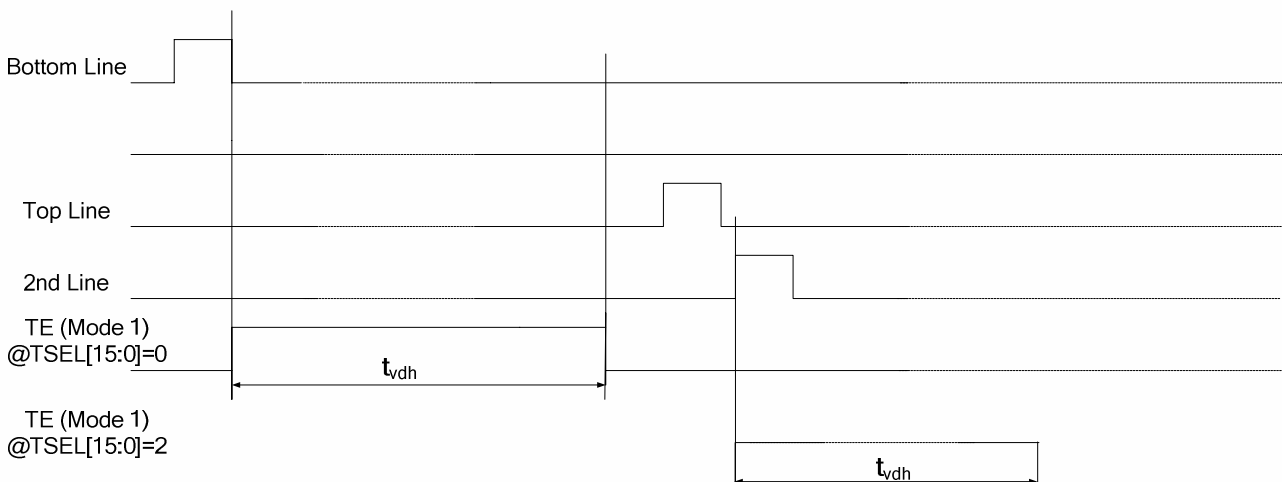 Bottom Line
Top Line
2nd Line
TE (Mode 1)
@TSEL[15:0]=0
tvdh
TE (Mode 1)
@TSEL[15:0]=2
tvdh